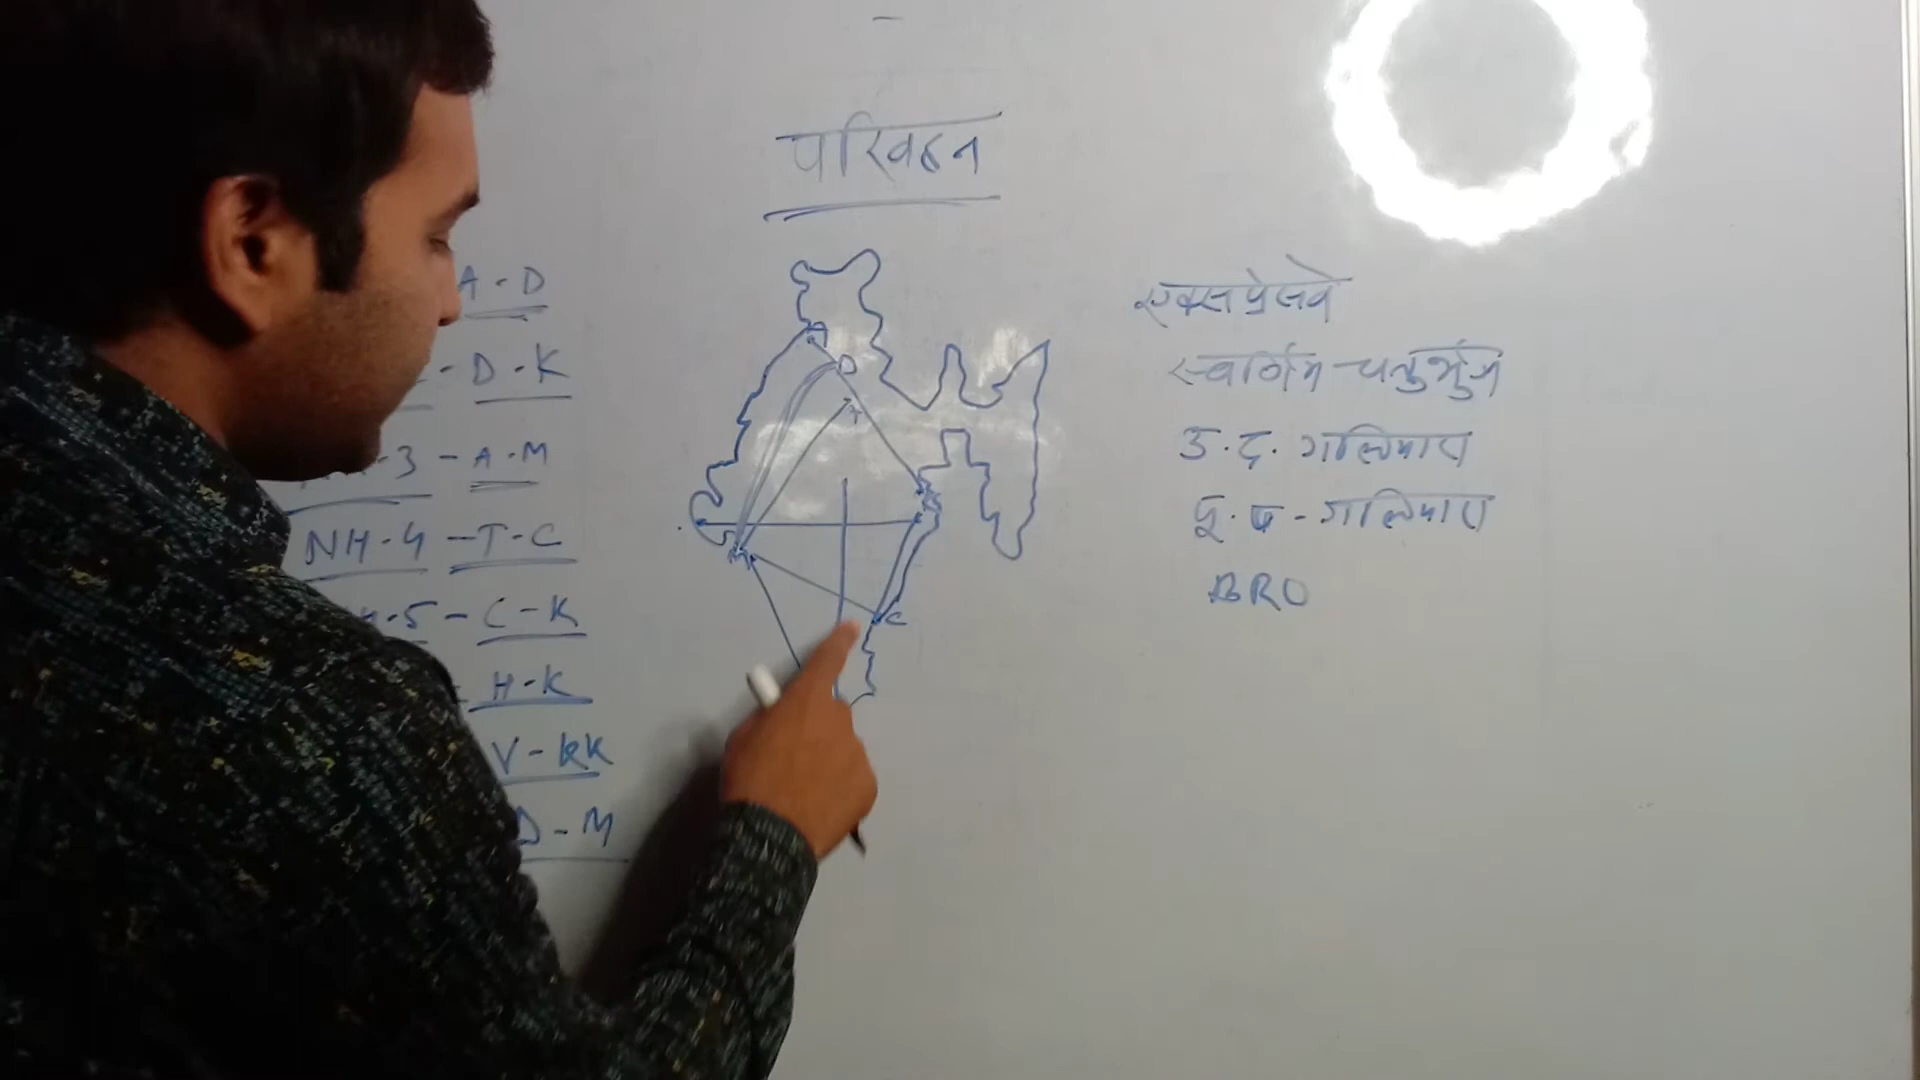 परिवहन
A - D
- D - K
-3 - A - M
NH - 4 - T - C
-5 - C - K
- H - K
V - KK
D - M
A
D
A
C
एक्सप्रेसवे
स्वर्णिम - चतुर्भुज
उ. द. गलियारा
पू. प - गलियारा
BRO